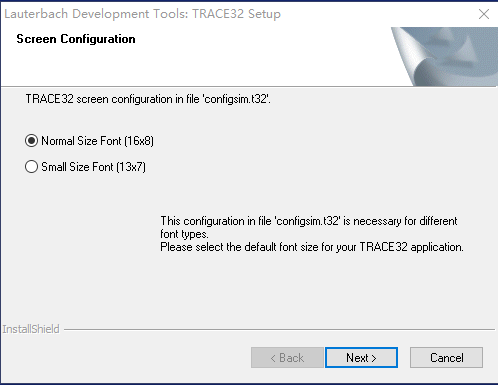 Lauterbach Development Tools: TRACE32 Setup
Screen Configuration
TRACE32 screen configuration in file 'configsim.t32'.
Normal Size Font (16x8)
Small Size Font (13x7)
This configuration in file 'configsim.t32' is necessary for different
font types.
Please select the default font size for your TRACE32 application.
InstallShield
< Back
Next >
Cancel